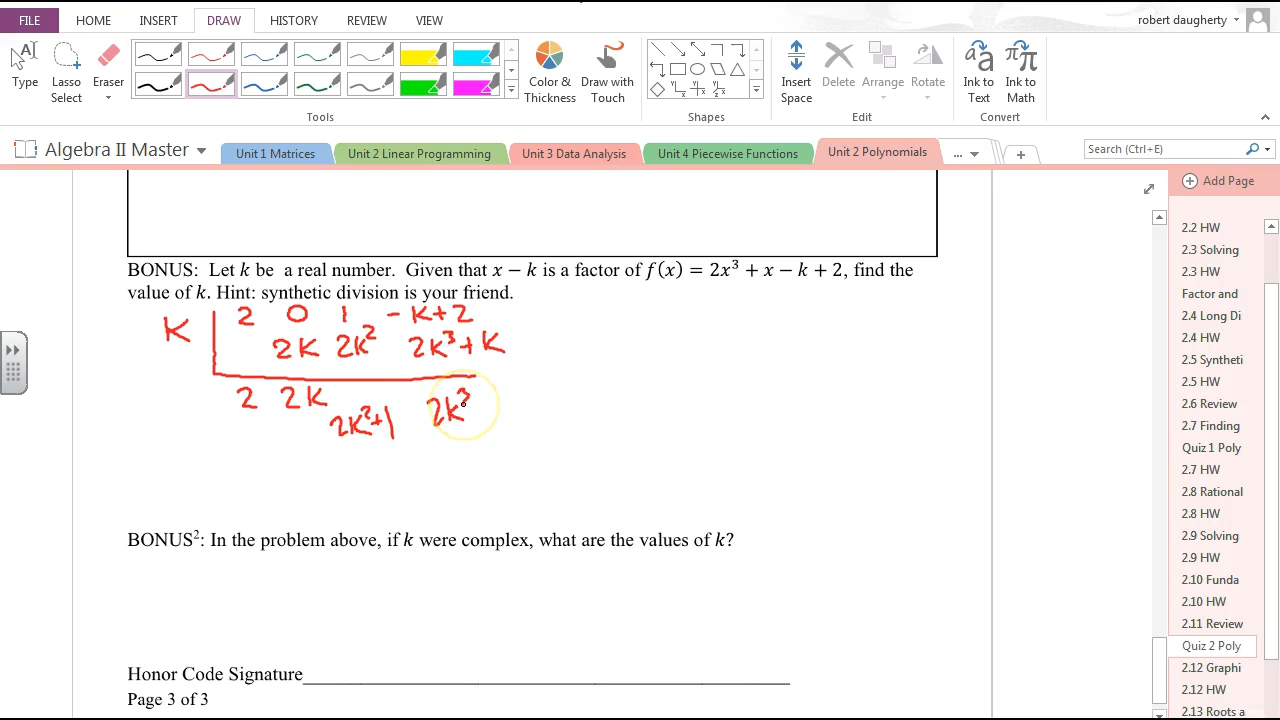 FILE HOME INSERT DRAW HISTORY REVIEW VIEW robert daugherty
Type Lasso Select Eraser Color & Thickness Draw with Touch Insert Space Delete Arrange Rotate Ink to Text Ink to Math
Tools Shapes Edit Convert
Algebra II Master Unit 1 Matrices Unit 2 Linear Programming Unit 3 Data Analysis Unit 4 Piecewise Functions Unit 2 Polynomials ... Search (Ctrl+E)
Add Page
BONUS: Let k be a real number. Given that x − k is a factor of f(x) = 2x³ + x − k + 2, find the
value of k. Hint: synthetic division is your friend.
K 2 0 1 -K+2
2K 2K² 2K³+K
2 2K
2K²+1 2K³
BONUS²: In the problem above, if k were complex, what are the values of k?
Honor Code Signature
Page 3 of 3
2.2 HW
2.3 Solving
2.3 HW
Factor and
2.4 Long Di
2.4 HW
2.5 Syntheti
2.5 HW
2.6 Review
2.7 Finding
Quiz 1 Poly
2.7 HW
2.8 Rational
2.8 HW
2.9 Solving
2.9 HW
2.10 Funda
2.10 HW
2.11 Review
Quiz 2 Poly
2.12 Graphi
2.12 HW
2.13 Roots a